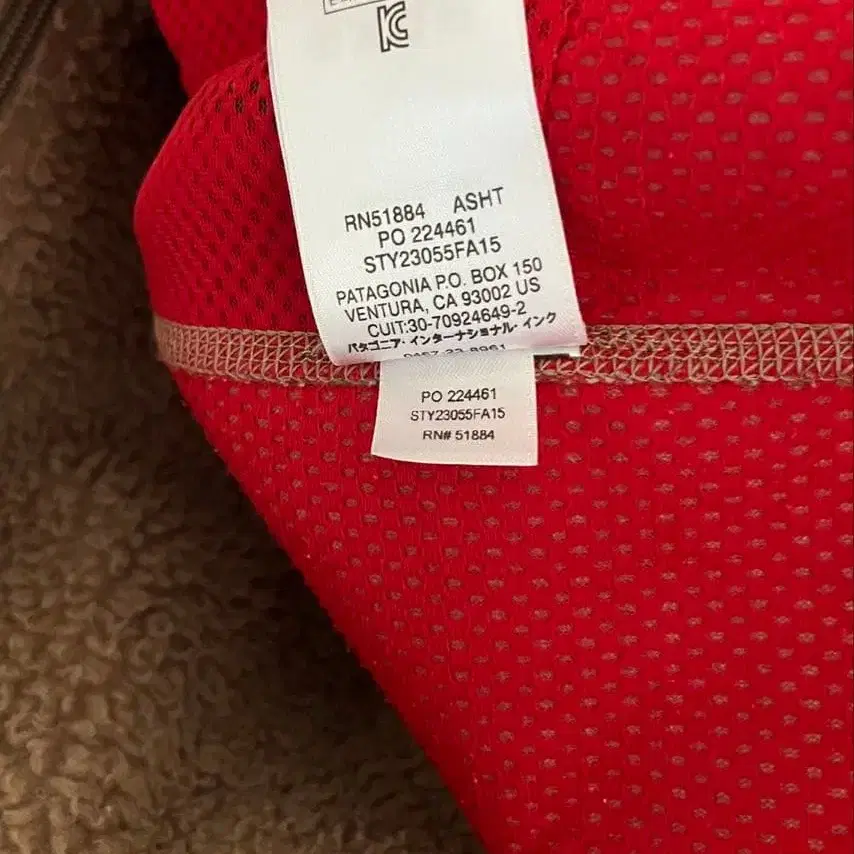 RN51884 ASHT
PO 224461
STY23055FA15
PATAGONIA P.O. BOX 150
VENTURA, CA 93002 US
CUIT:30-70924649-2
パタゴニア・インターナショナル・インク
PO 224461
STY23055FA15
RN# 51884